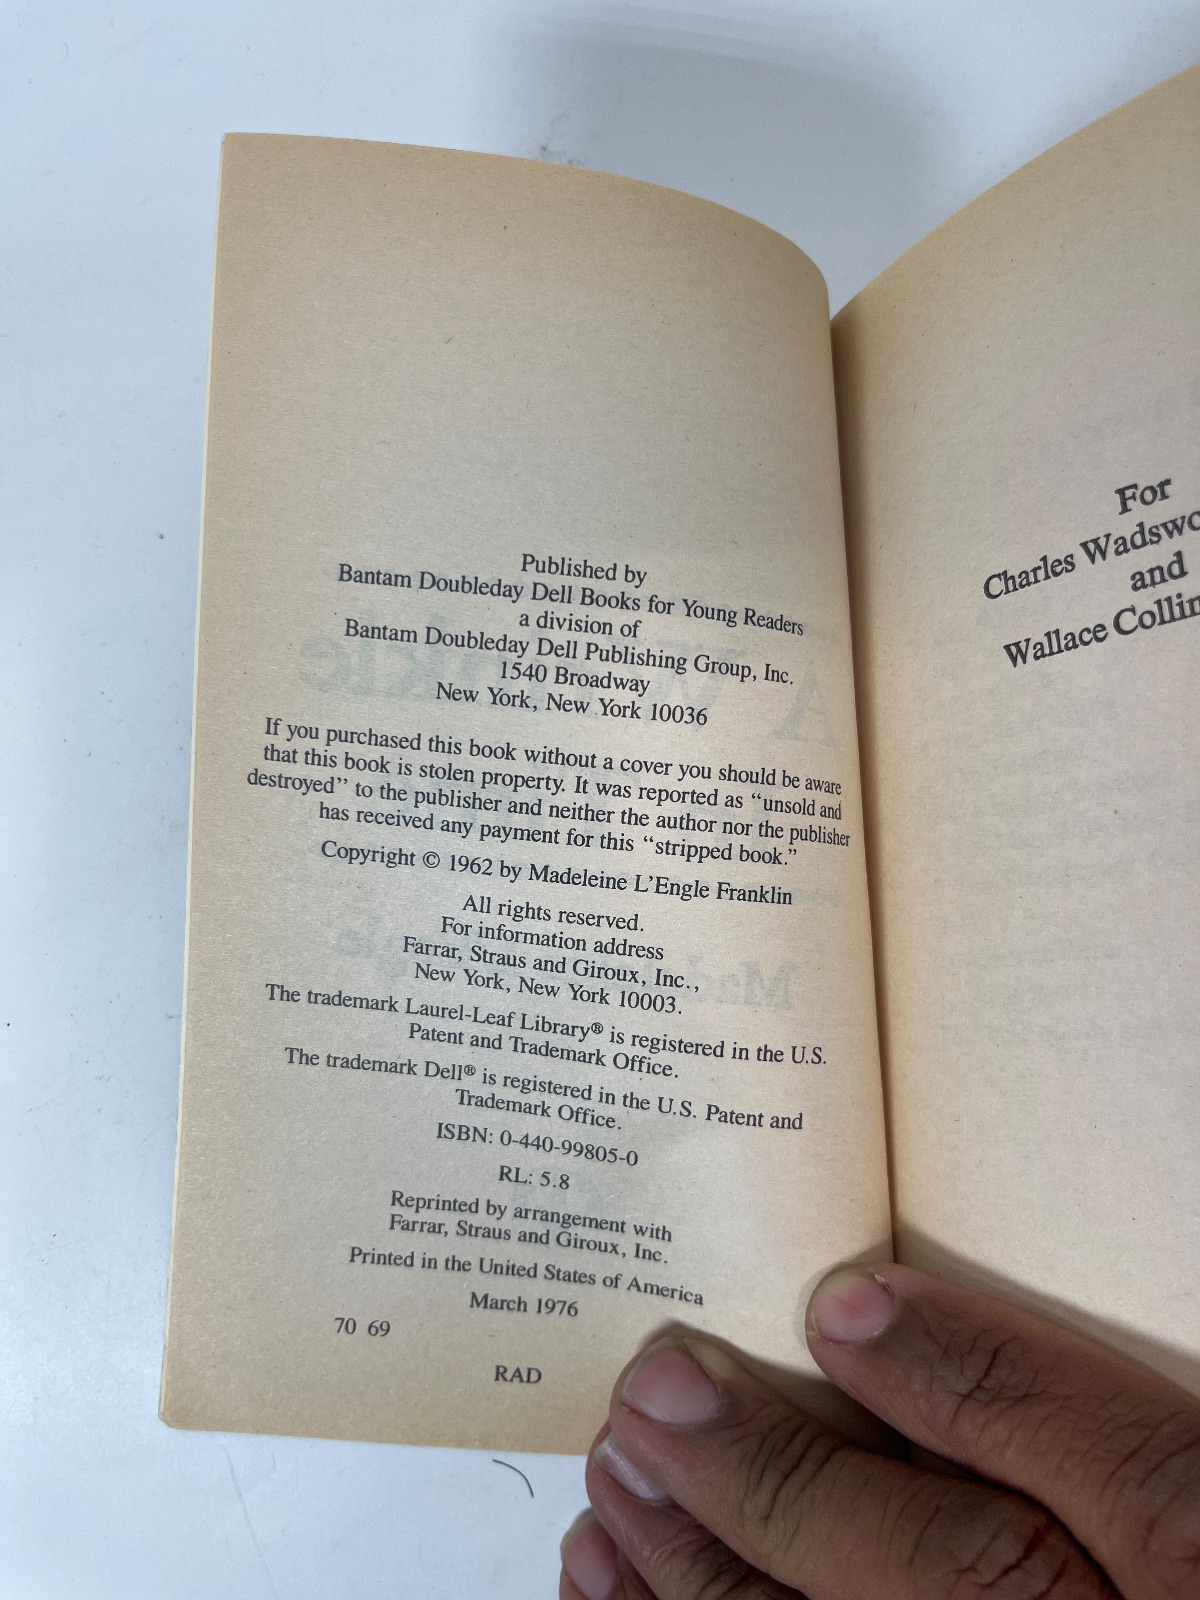 Published by
Bantam Doubleday Dell Books for Young Readers
a division of
Bantam Doubleday Dell Publishing Group, Inc.
1540 Broadway
New York, New York 10036
If you purchased this book without a cover you should be aware
that this book is stolen property. It was reported as “unsold and
destroyed” to the publisher and neither the author nor the publisher
has received any payment for this “stripped book.”
Copyright © 1962 by Madeleine L’Engle Franklin
All rights reserved.
For information address
Farrar, Straus and Giroux, Inc.,
New York, New York 10003.
The trademark Laurel-Leaf Library® is registered in the U.S.
Patent and Trademark Office.
The trademark Dell® is registered in the U.S. Patent and
Trademark Office.
ISBN: 0-440-99805-0
RL: 5.8
Reprinted by arrangement with
Farrar, Straus and Giroux, Inc.
Printed in the United States of America
March 1976
70 69
RAD
For
Charles
and
Wallace